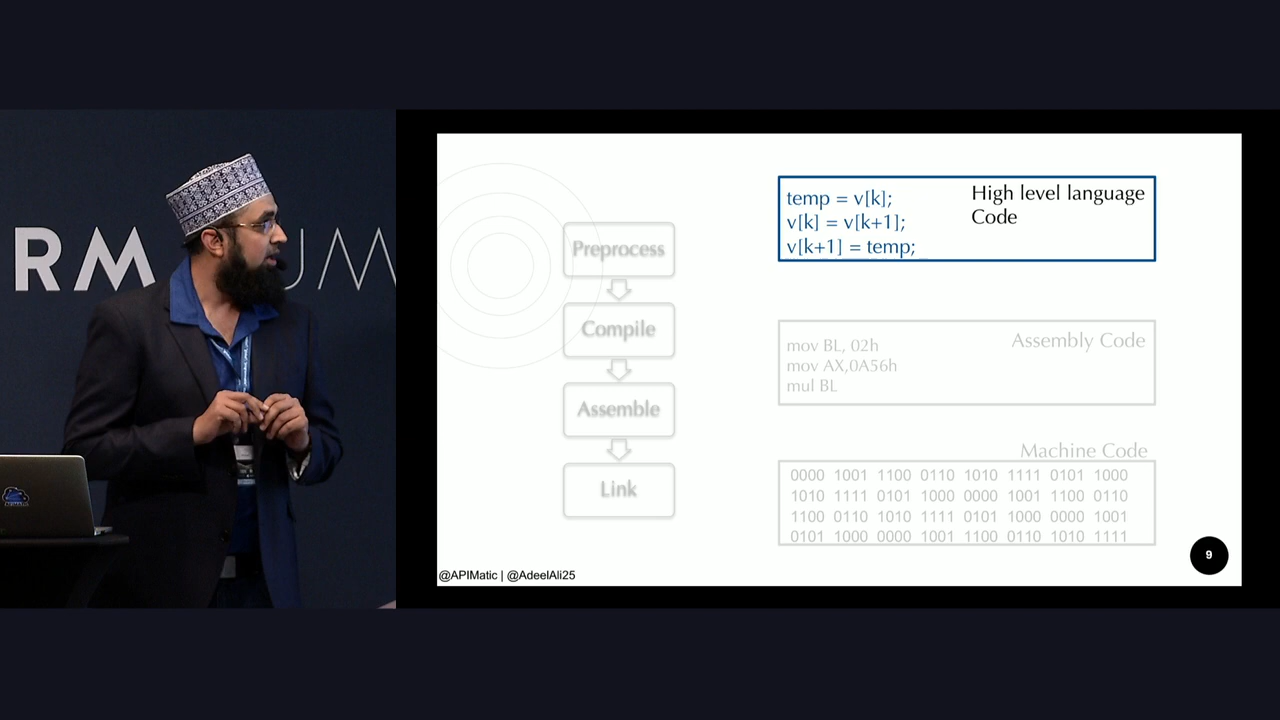 RM UM
APIMATIC
Preprocess
Compile
Assemble
Link
temp = v[k];
v[k] = v[k+1];
v[k+1] = temp;
High level language
Code
mov BL, 02h
mov AX,0A56h
mul BL
Assembly Code
Machine Code
0000 1001 1100 0110 1010 1111 0101 1000
1010 1111 0101 1000 0000 1001 1100 0110
1100 0110 1010 1111 0101 1000 0000 1001
0101 1000 0000 1001 1100 0110 1010 1111
@APIMatic | @AdeelAli25
9